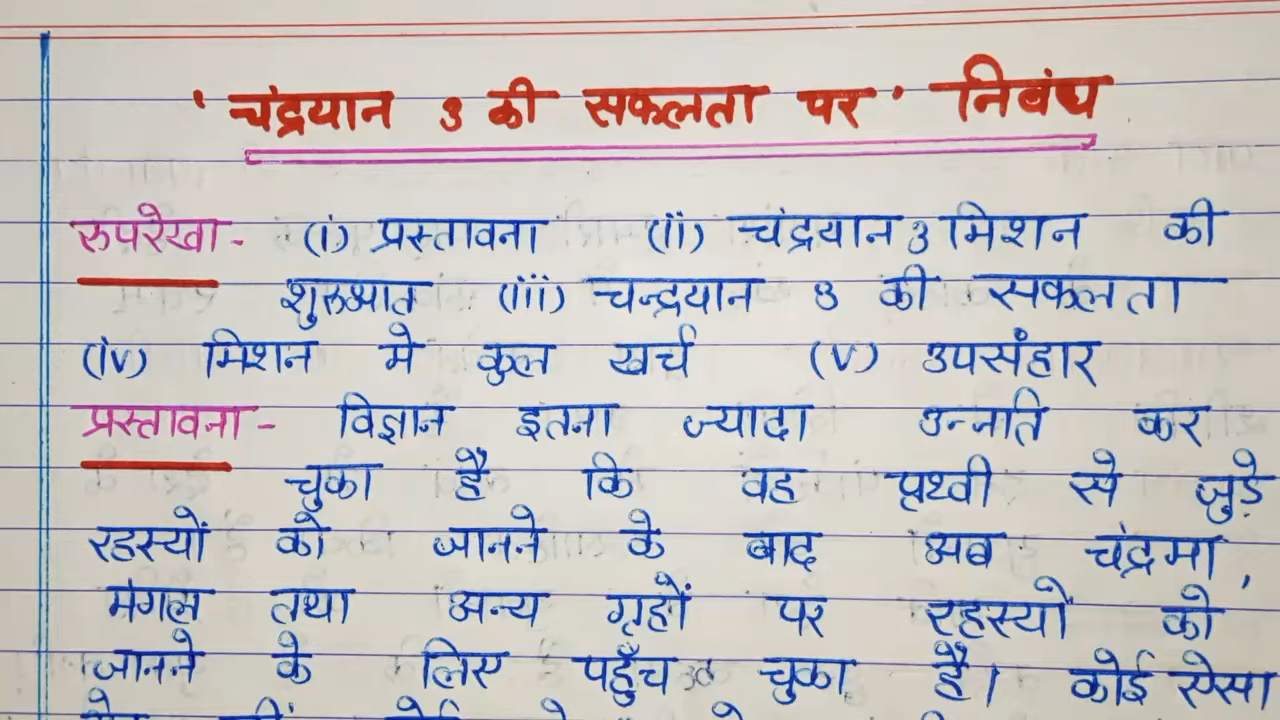 ' चंद्रयान 3 की सफलता पर ' निबंध
रुपरेखा- (i) प्रस्तावना (ii) चंद्रयान 3 मिशन की
शुरुआत (iii) चन्द्रयान 3 की सफलता
(iv) मिशन मे कुल खर्च (v) उपसंहार
प्रस्तावना- विज्ञान इतना ज्यादा उन्नति कर
चुका है कि वह पृथ्वी से जुड़े
रहस्यों को जानने के बाद अब चंद्रमा,
मंगल तथा अन्य गृहों पर रहस्यों को
जानने के लिए पहुँच चुका है। कोई ऐसा